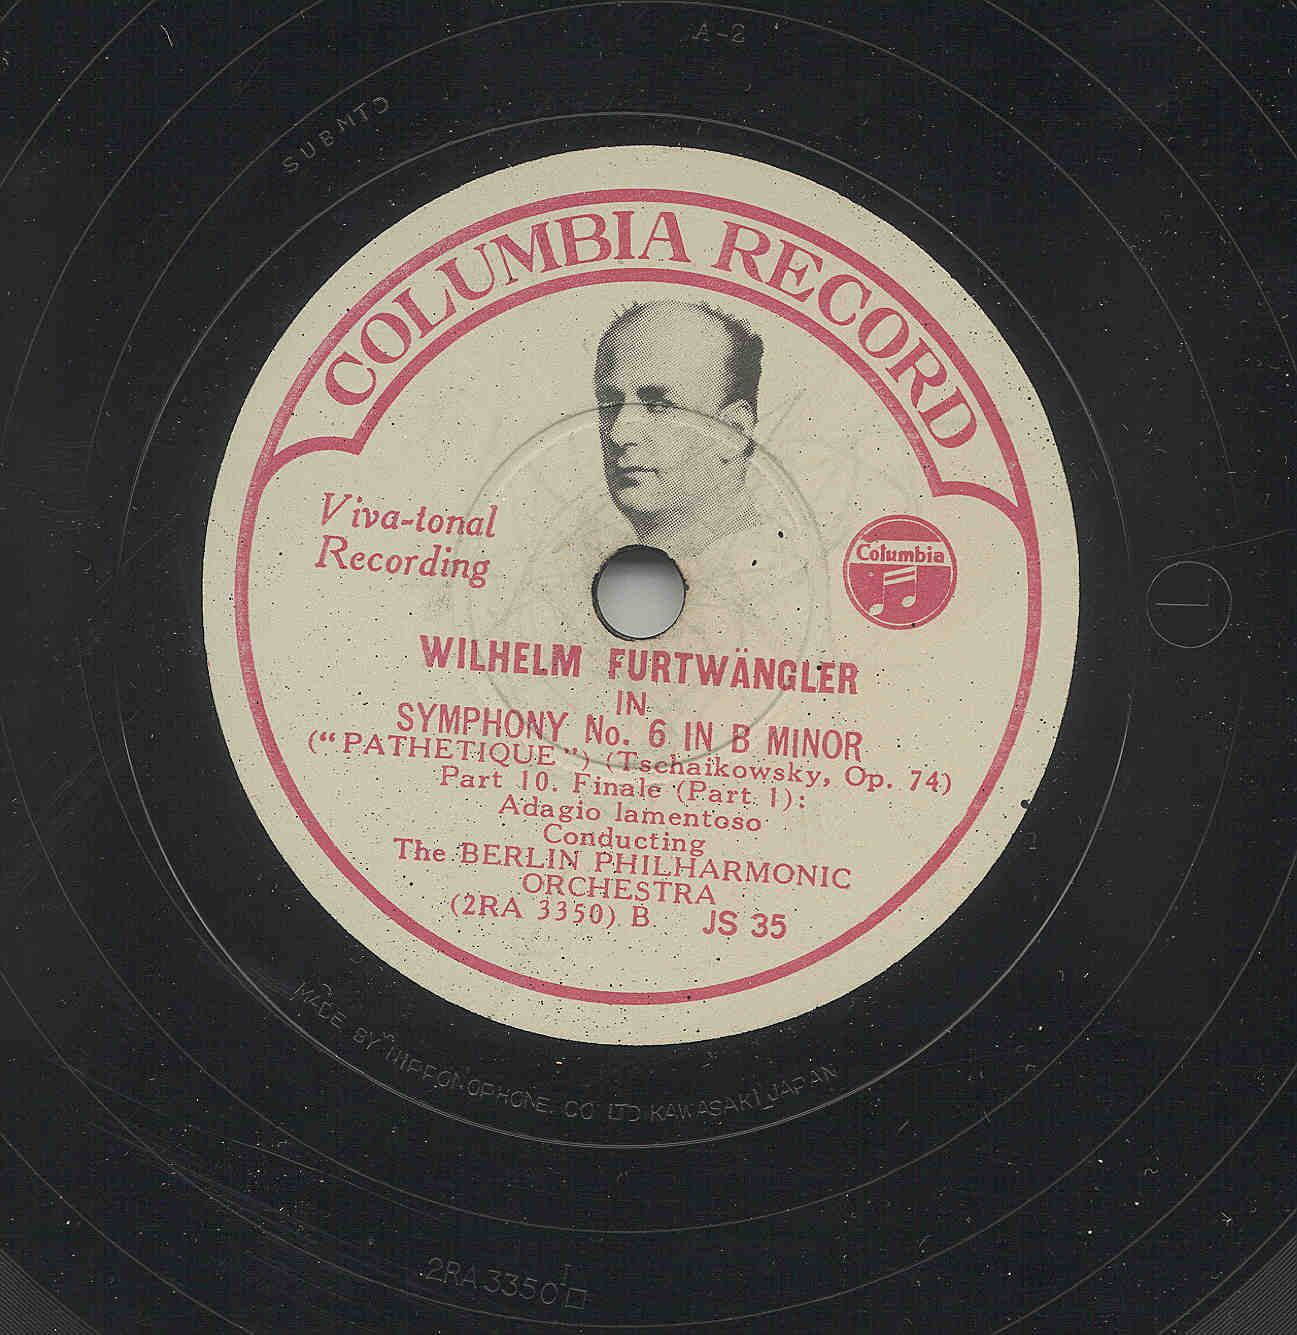 A-2
SUBMTD
COLUMBIA RECORD
Viva-tonal
Recording
Columbia
WILHELM FURTWÄNGLER
IN
SYMPHONY No. 6 IN B MINOR
("PATHETIQUE") (Tschaikowsky, Op. 74)
Part 10. Finale (Part 1):
Adagio lamentoso
Conducting
The BERLIN PHILHARMONIC
ORCHESTRA
(2RA 3350) B JS 35
MADE BY NIPPONOPHONE CO LTD KAWASAKI JAPAN
2RA3350